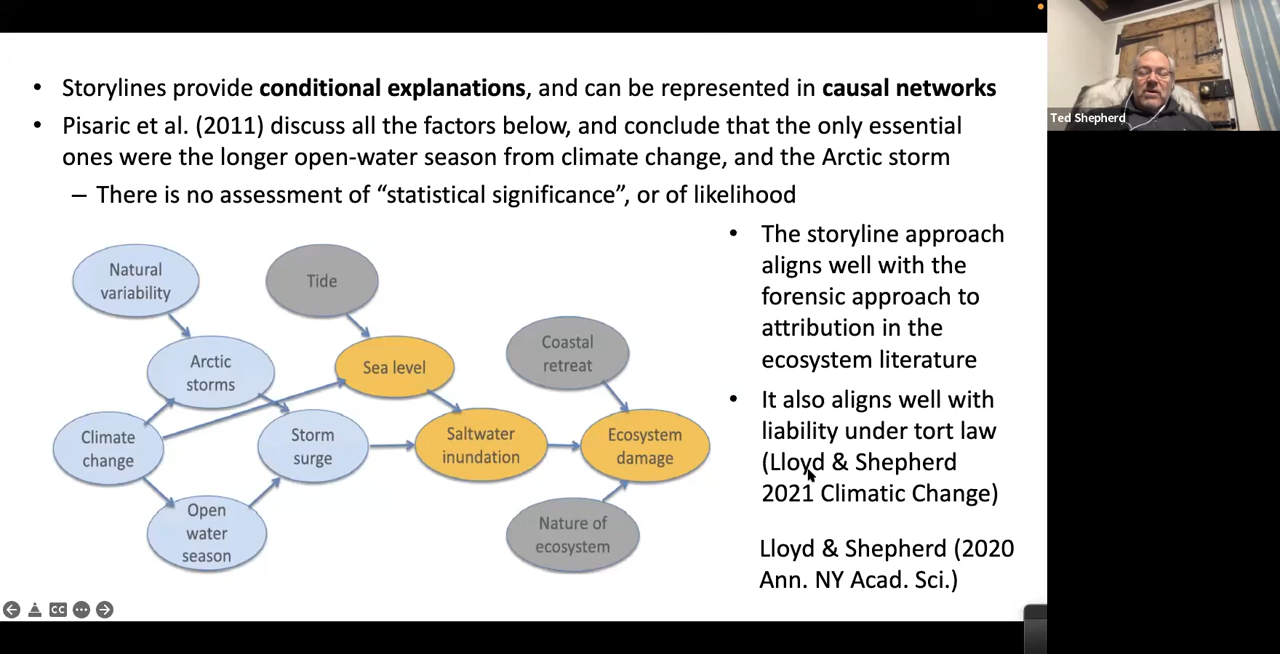 • Storylines provide conditional explanations, and can be represented in causal networks
• Pisaric et al. (2011) discuss all the factors below, and conclude that the only essential
ones were the longer open-water season from climate change, and the Arctic storm
– There is no assessment of “statistical significance”, or of likelihood
Natural
variability
Tide
Arctic
storms
Sea level
Coastal
retreat
Climate
change
Storm
surge
Saltwater
inundation
Ecosystem
damage
Open
water
season
Nature of
ecosystem
• The storyline approach
aligns well with the
forensic approach to
attribution in the
ecosystem literature
• It also aligns well with
liability under tort law
(Lloyd & Shepherd
2021 Climatic Change)
Lloyd & Shepherd (2020
Ann. NY Acad. Sci.)
CC
Ted Shepherd